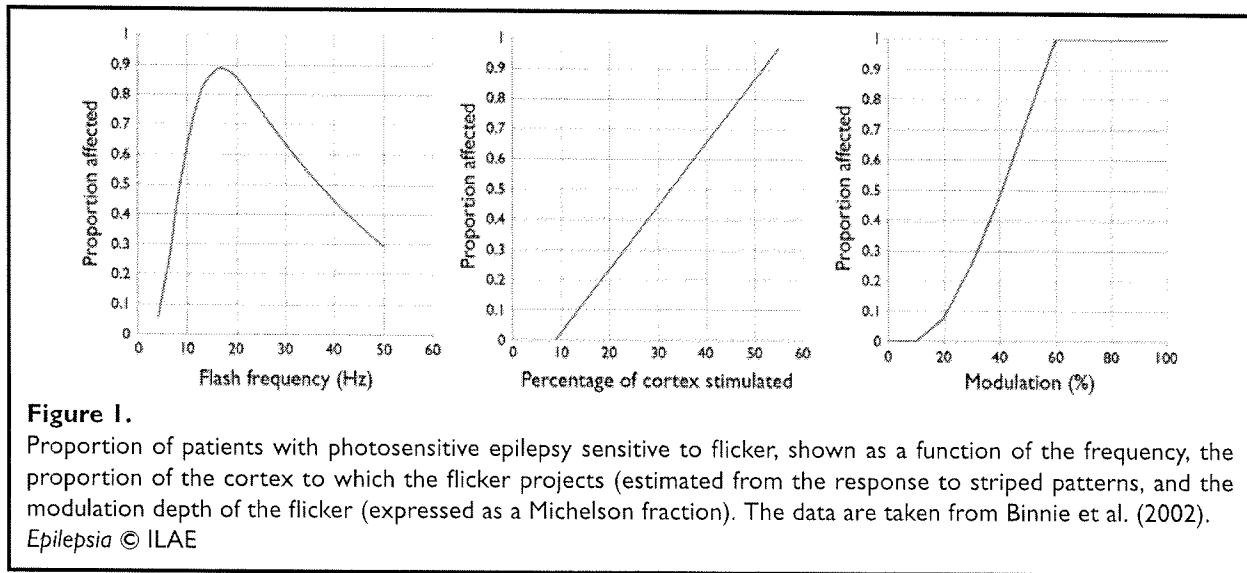 1
0.9
0.8
0.7
0.6
0.5
0.4
0.3
0.2
0.1
0
Proportion affected
0 10 20 30 40 50 60
Flash frequency (Hz)
1
0.9
0.8
0.7
0.6
0.5
0.4
0.3
0.2
0.1
0
Proportion affected
0 10 20 30 40 50 60
Percentage of cortex stimulated
1
0.9
0.8
0.7
0.6
0.5
0.4
0.3
0.2
0.1
0
Proportion affected
0 20 40 60 80 100
Modulation (%)
Figure 1.
Proportion of patients with photosensitive epilepsy sensitive to flicker, shown as a function of the frequency, the
proportion of the cortex to which the flicker projects (estimated from the response to striped patterns, and the
modulation depth of the flicker (expressed as a Michelson fraction). The data are taken from Binnie et al. (2002).
Epilepsia © ILAE